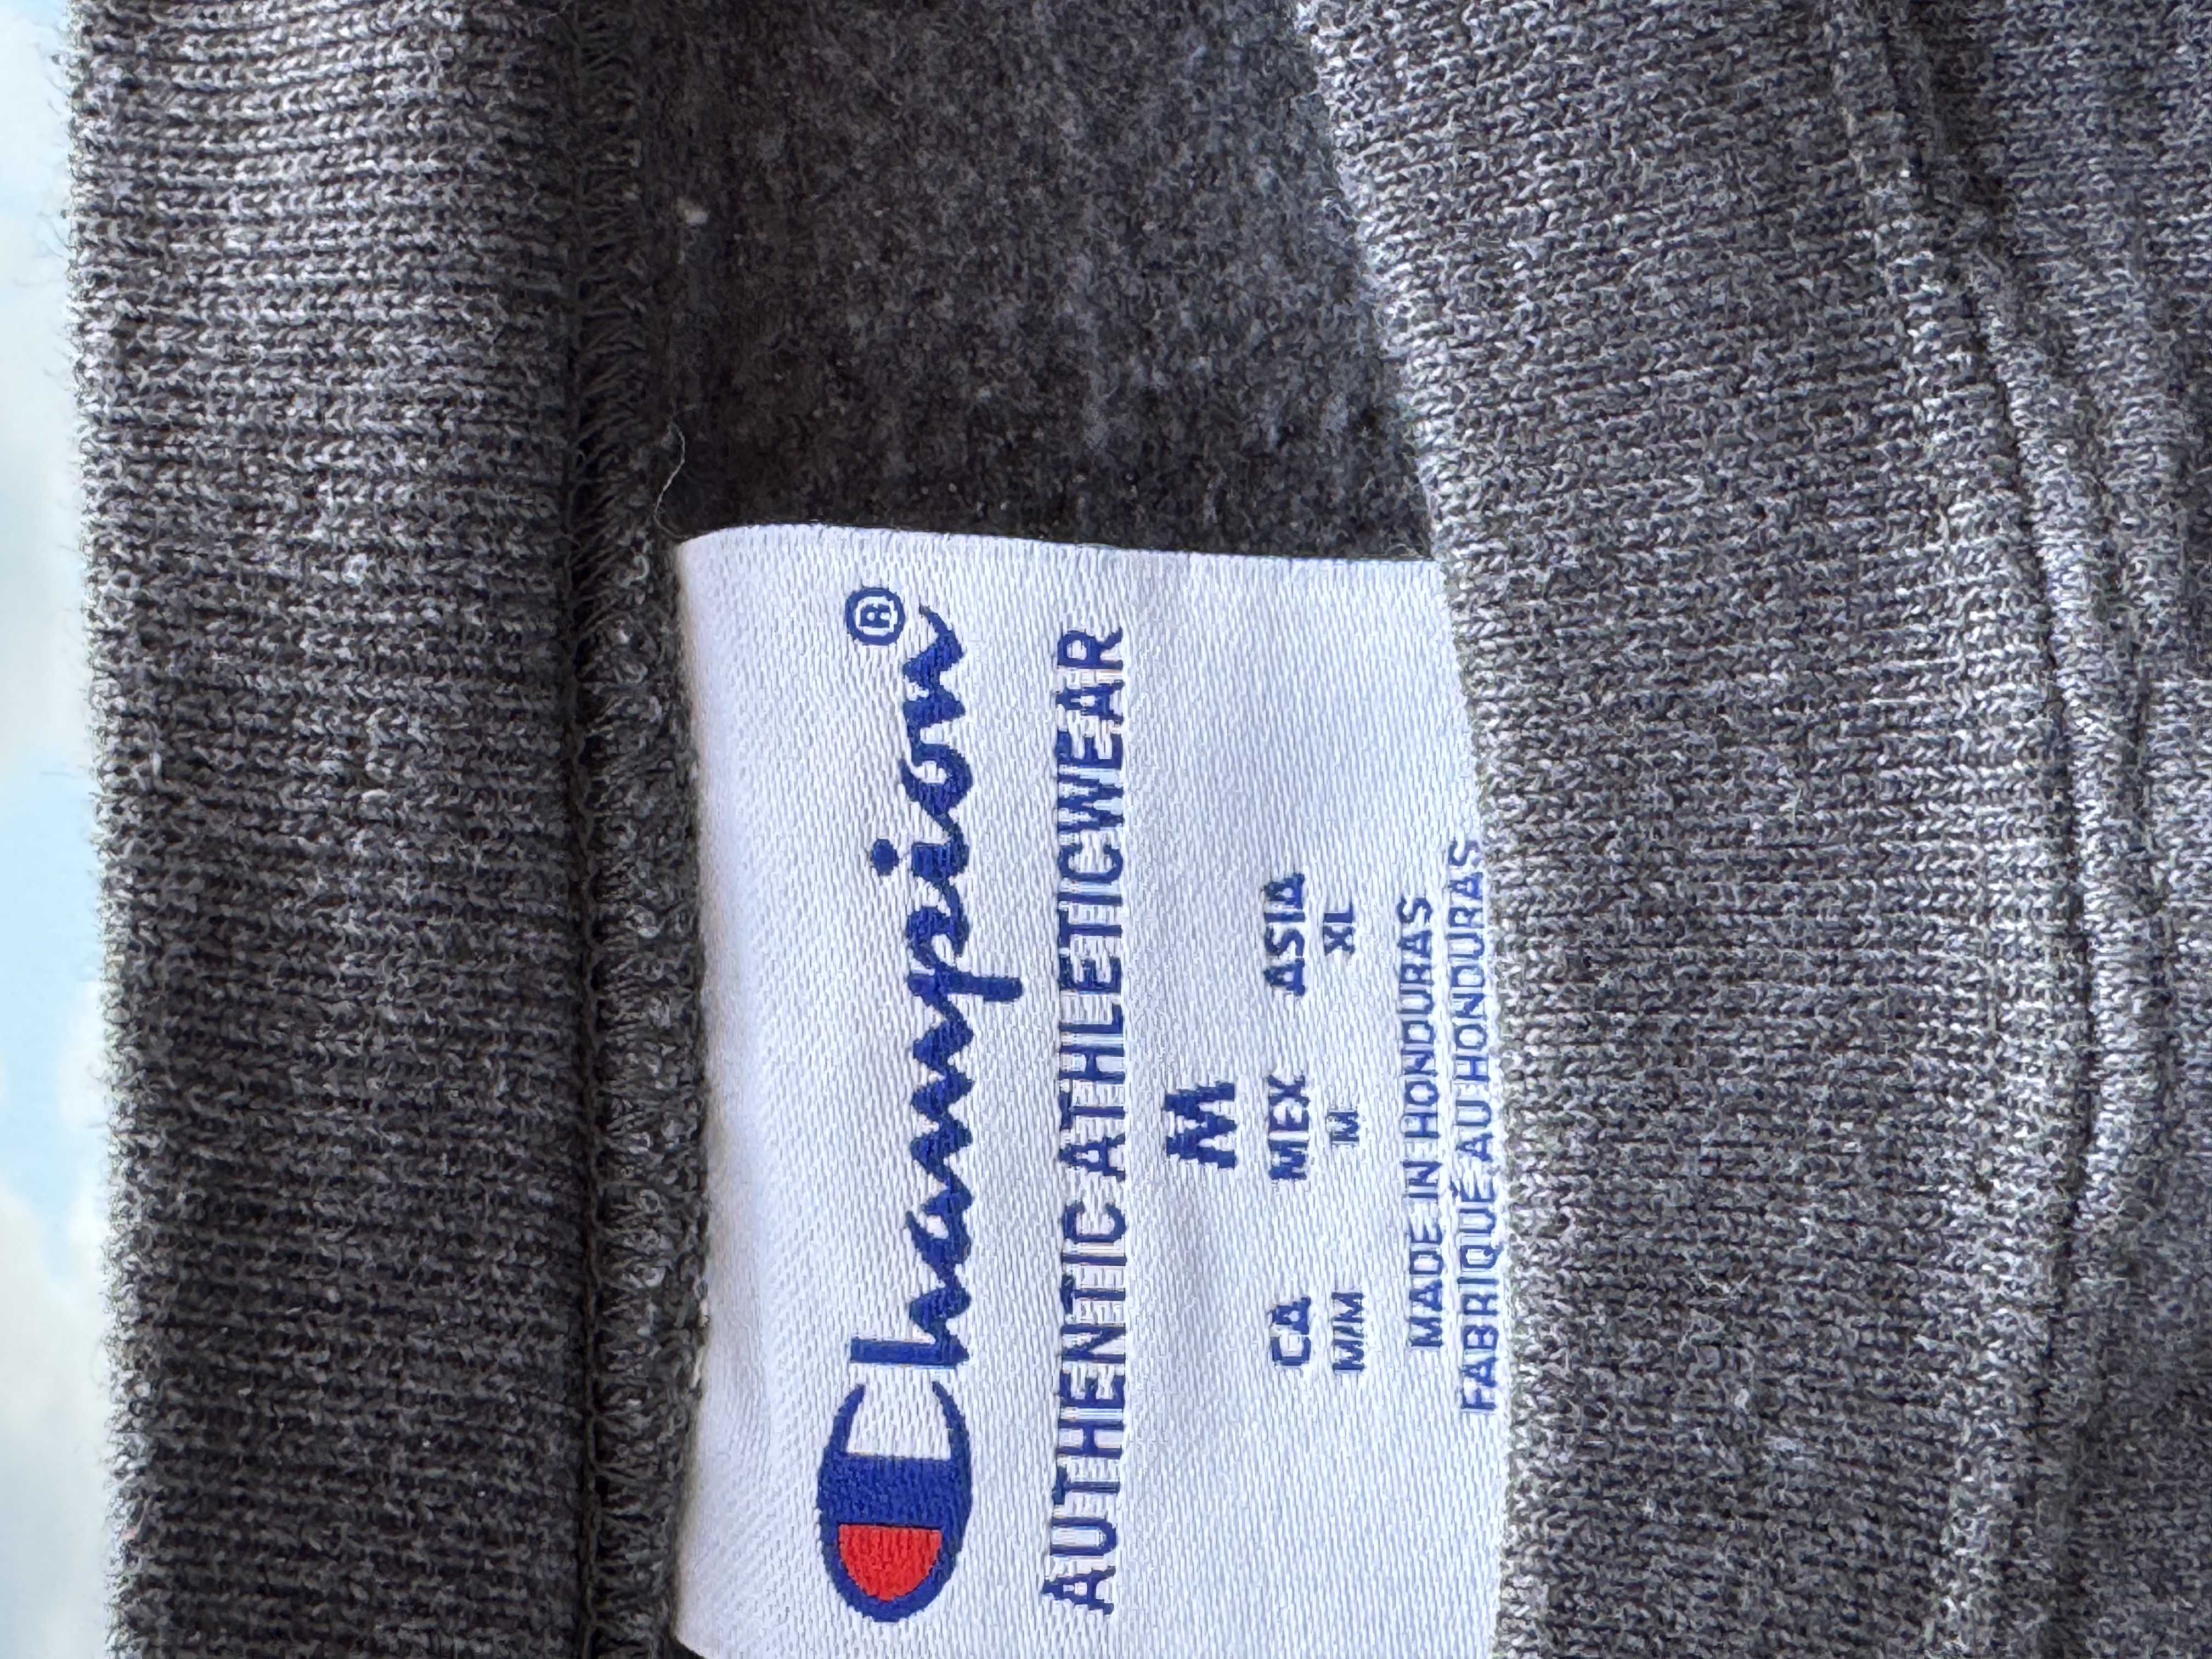 Champion®
AUTHENTIC ATHLETICWEAR
M
CA MEX ASIA
M/M M XL
MADE IN HONDURAS
FABRIQUÉ AU HONDURAS